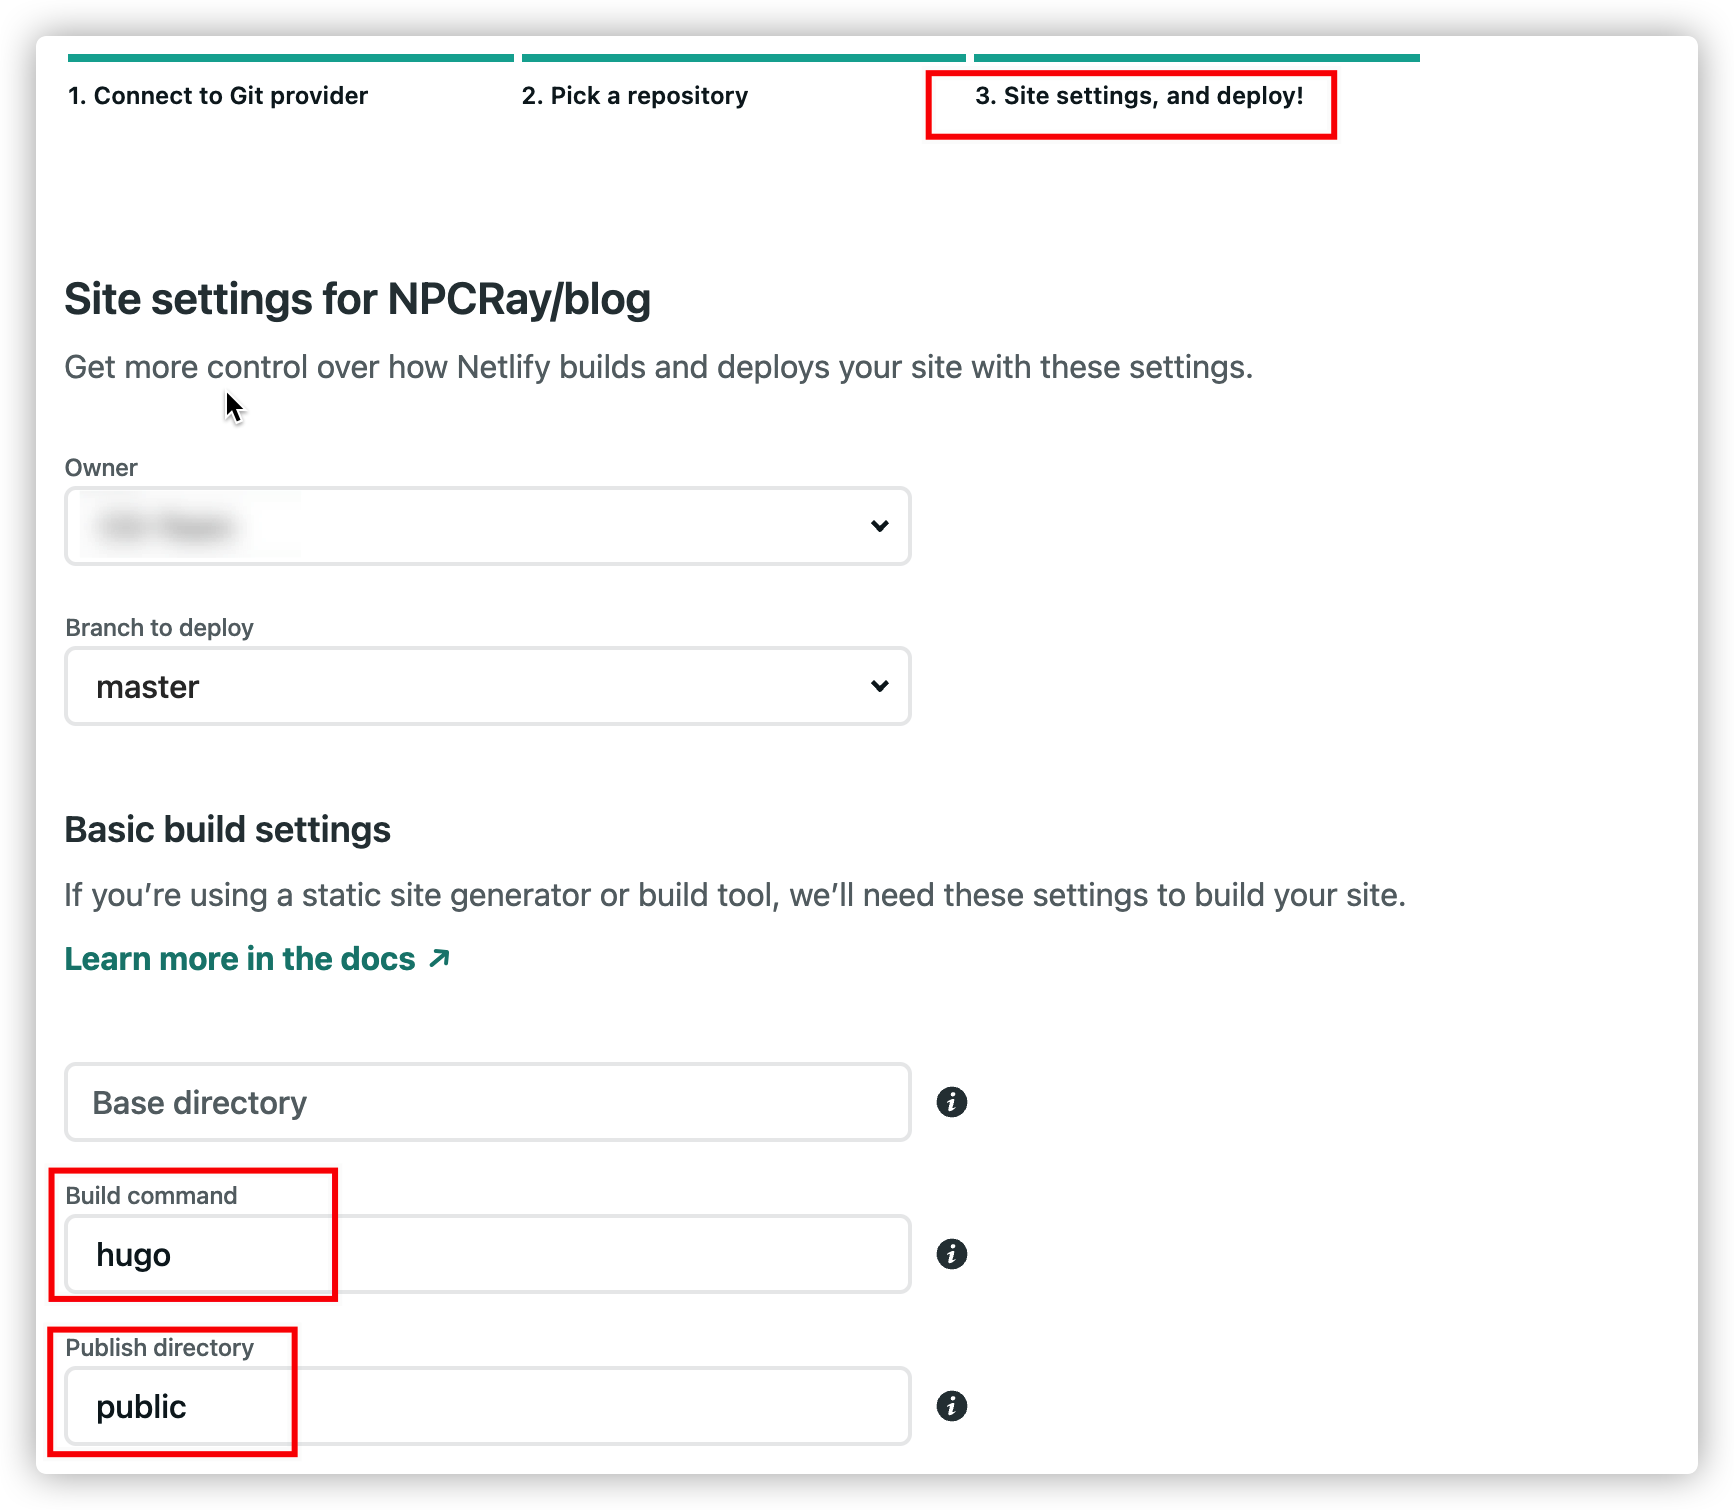 1. Connect to Git provider
2. Pick a repository
3. Site settings, and deploy!
Site settings for NPCRay/blog
Get more control over how Netlify builds and deploys your site with these settings.
Owner
Branch to deploy
master
Basic build settings
If you’re using a static site generator or build tool, we’ll need these settings to build your site.
Learn more in the docs ↗
Base directory
Build command
hugo
Publish directory
public